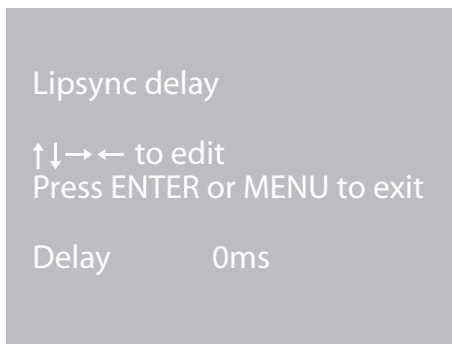 Lipsync delay
↑↓→← to edit
Press ENTER or MENU to exit
Delay 0ms